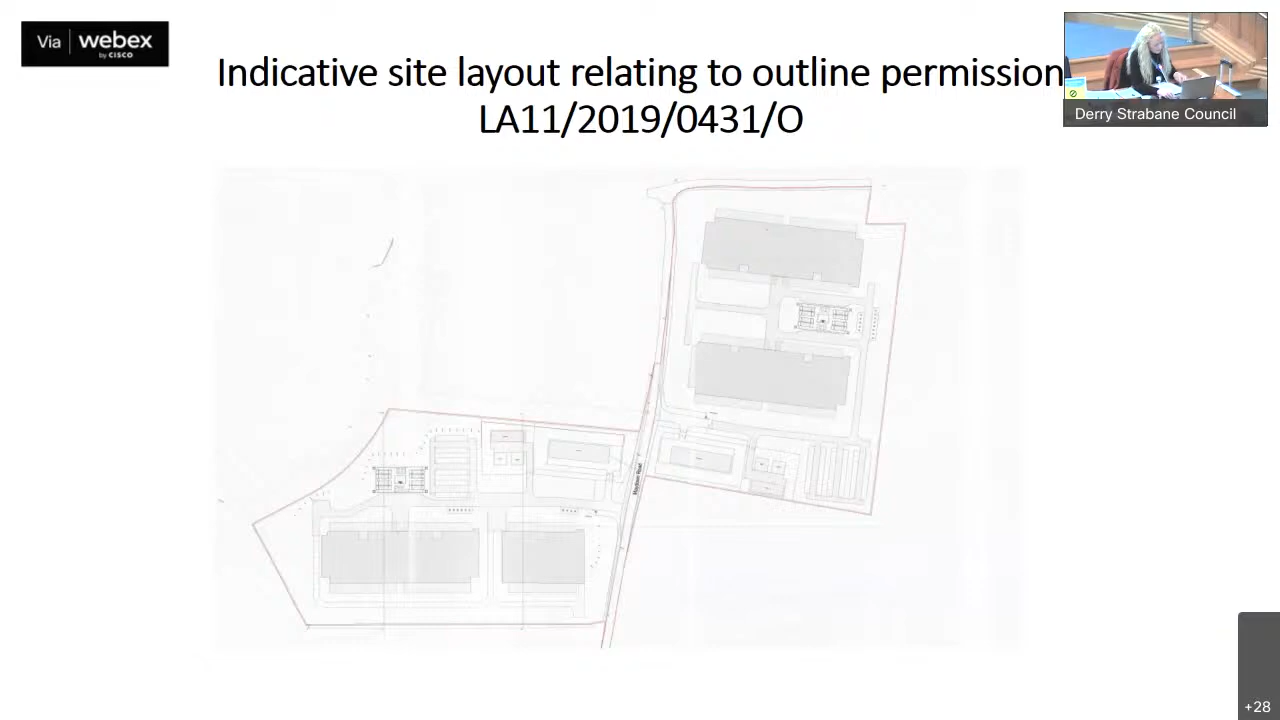 Via webex
by CISCO
Indicative site layout relating to outline permission
LA11/2019/0431/O
Derry Strabane Council
+28